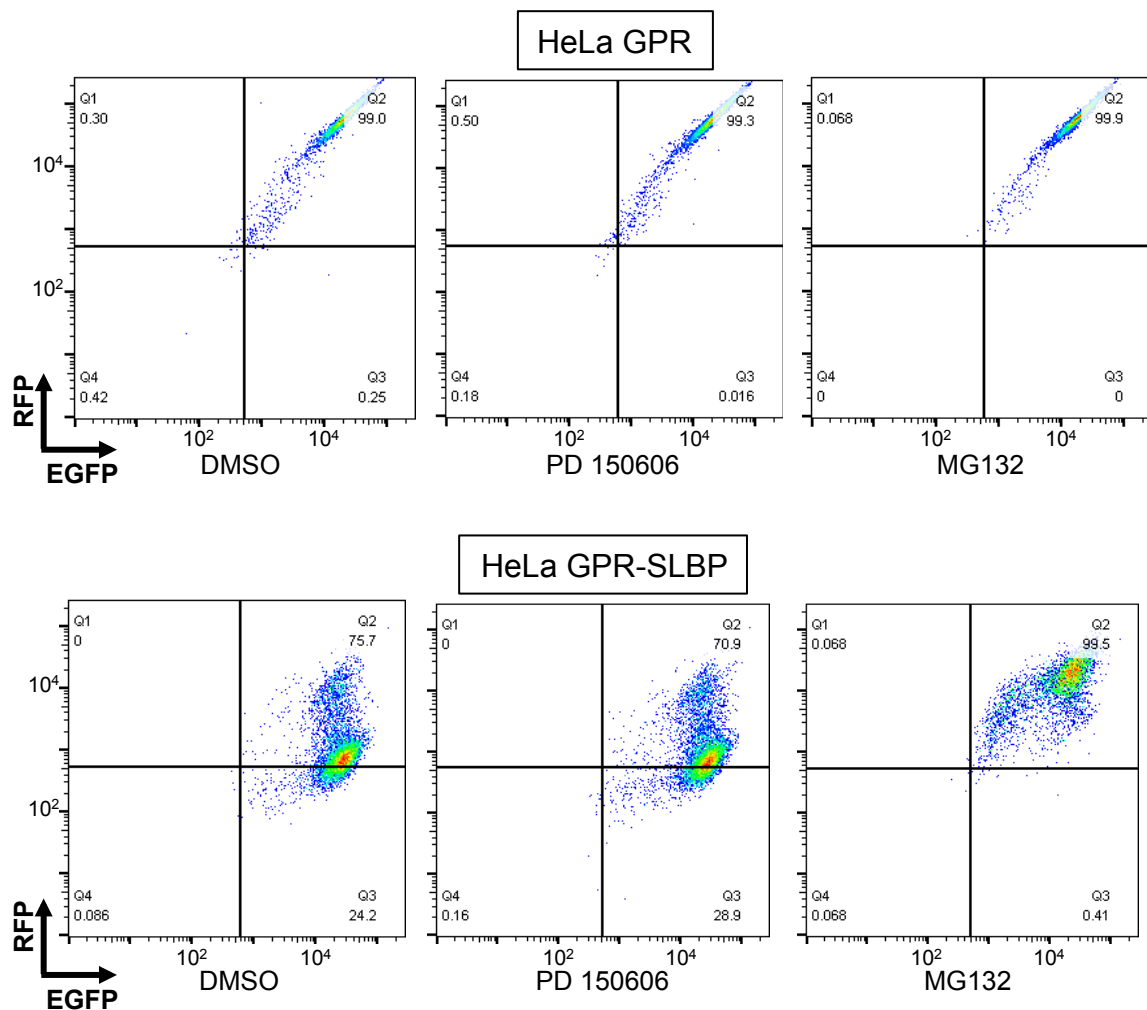 HeLa GPR
Q1
0.30
Q2
99.0
Q1
0.50
Q2
99.3
Q1
0.068
Q2
99.9
10⁴
10²
Q4
0.42
Q3
0.25
Q4
0.18
Q3
0.016
Q4
0
Q3
0
RFP
EGFP
10² 10⁴
10² 10⁴
10² 10⁴
DMSO
PD 150606
MG132
HeLa GPR-SLBP
Q1
0
Q2
75.7
Q1
0
Q2
70.9
Q1
0.068
Q2
99.5
10⁴
10²
Q4
0.086
Q3
24.2
Q4
0.16
Q3
28.9
Q4
0.068
Q3
0.41
RFP
EGFP
10² 10⁴
10² 10⁴
10² 10⁴
DMSO
PD 150606
MG132